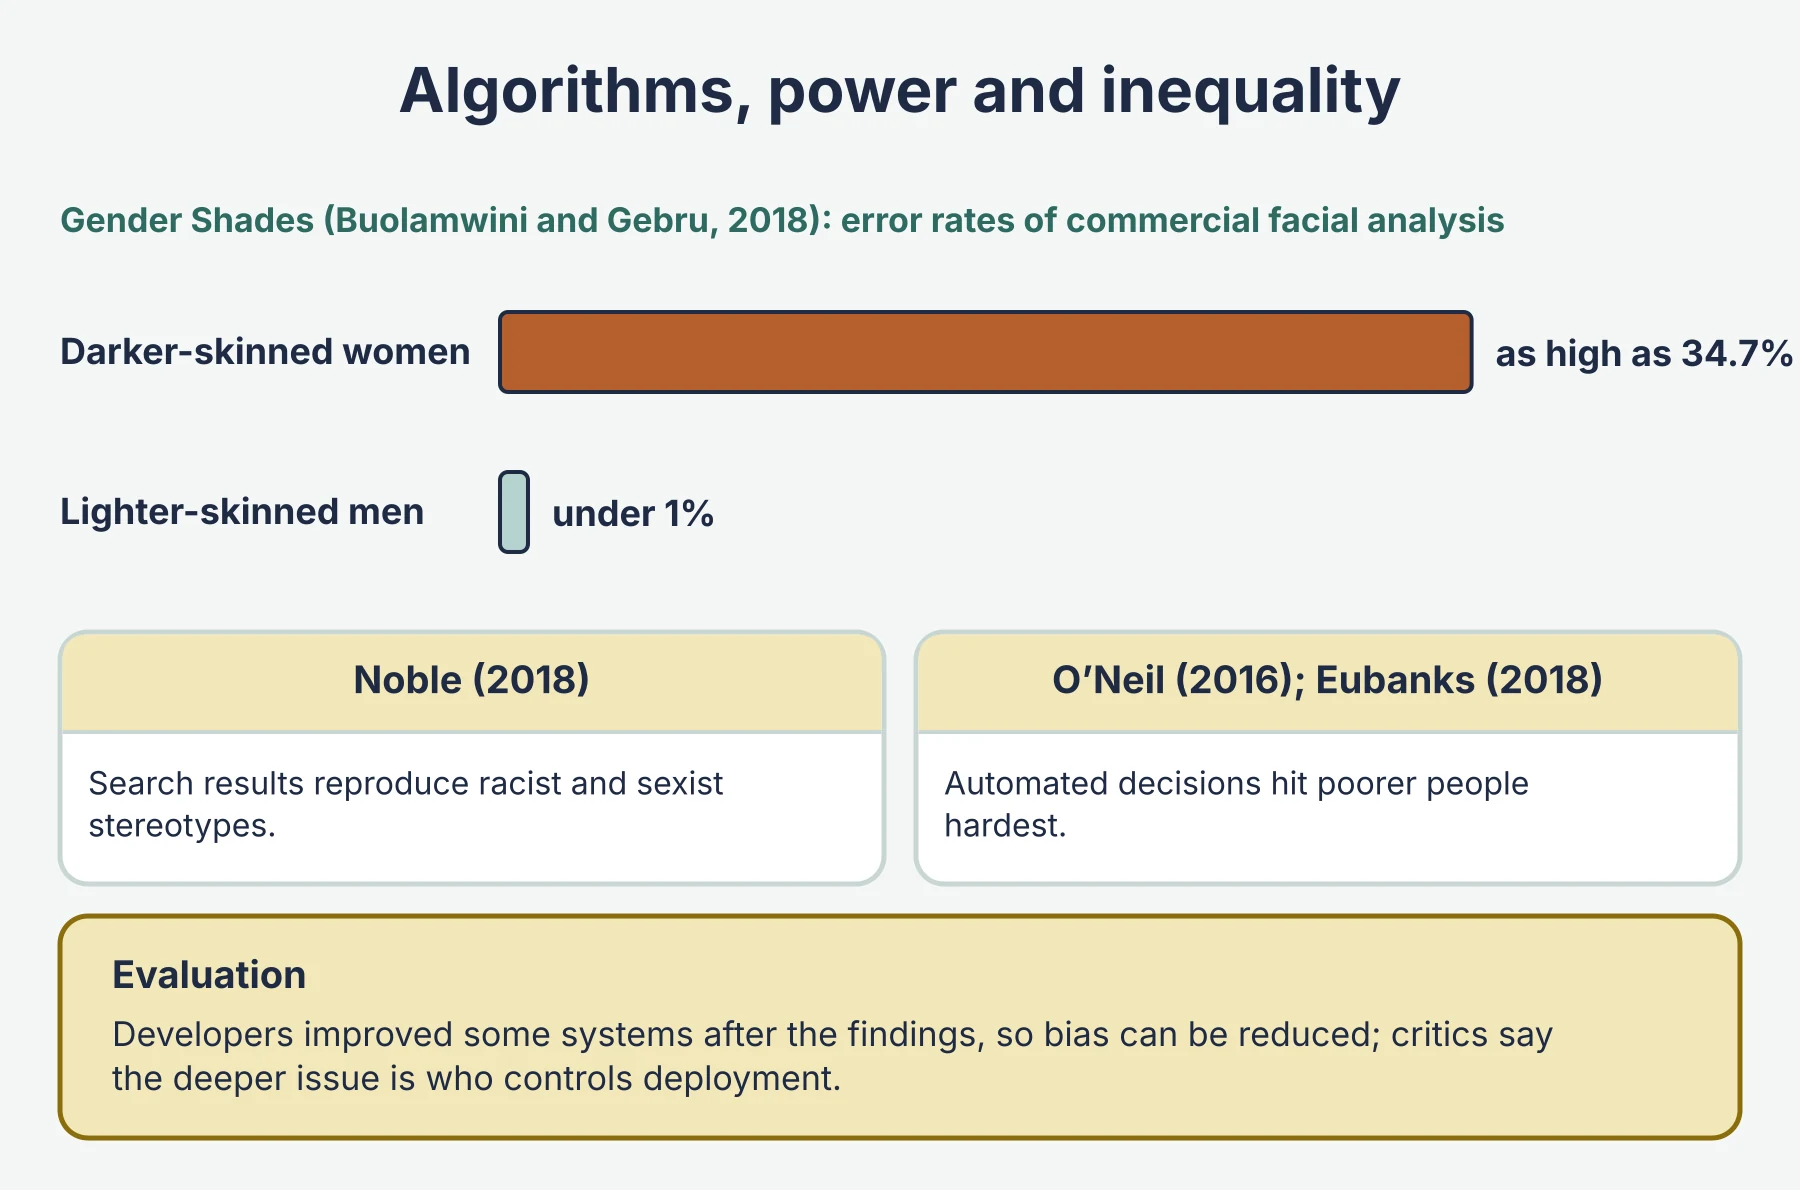 Algorithms, power and inequality
Gender Shades (Buolamwini and Gebru, 2018): error rates of commercial facial analysis
Darker-skinned women
as high as 34.7%
Lighter-skinned men
under 1%
Noble (2018)
Search results reproduce racist and sexist
stereotypes.
O’Neil (2016); Eubanks (2018)
Automated decisions hit poorer people
hardest.
Evaluation
Developers improved some systems after the findings, so bias can be reduced; critics say
the deeper issue is who controls deployment.